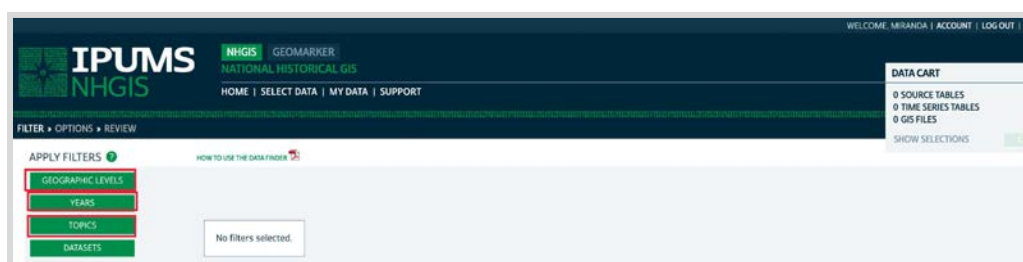 WELCOME, MIRANDA | ACCOUNT | LOG OUT |
IPUMS
NHGIS
NHGIS GEOMARKER
NATIONAL HISTORICAL GIS
HOME | SELECT DATA | MY DATA | SUPPORT
DATA CART
0 SOURCE TABLES
0 TIME SERIES TABLES
0 GIS FILES
SHOW SELECTIONS
FILTER » OPTIONS » REVIEW
APPLY FILTERS ?
HOW TO USE THE DATA FINDER
GEOGRAPHIC LEVELS
YEARS
TOPICS
DATASETS
No filters selected.